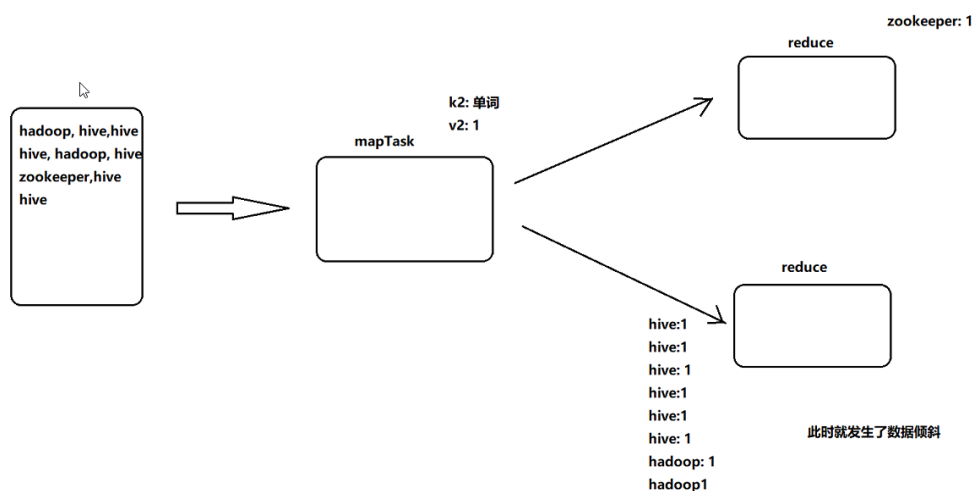 hadoop, hive,hive
hive, hadoop, hive
zookeeper,hive
hive
k2: 单词
v2: 1
mapTask
zookeeper: 1
reduce
reduce
hive:1
hive:1
hive: 1
hive:1
hive:1
hive: 1
hadoop: 1
hadoop1
此时就发生了数据倾斜